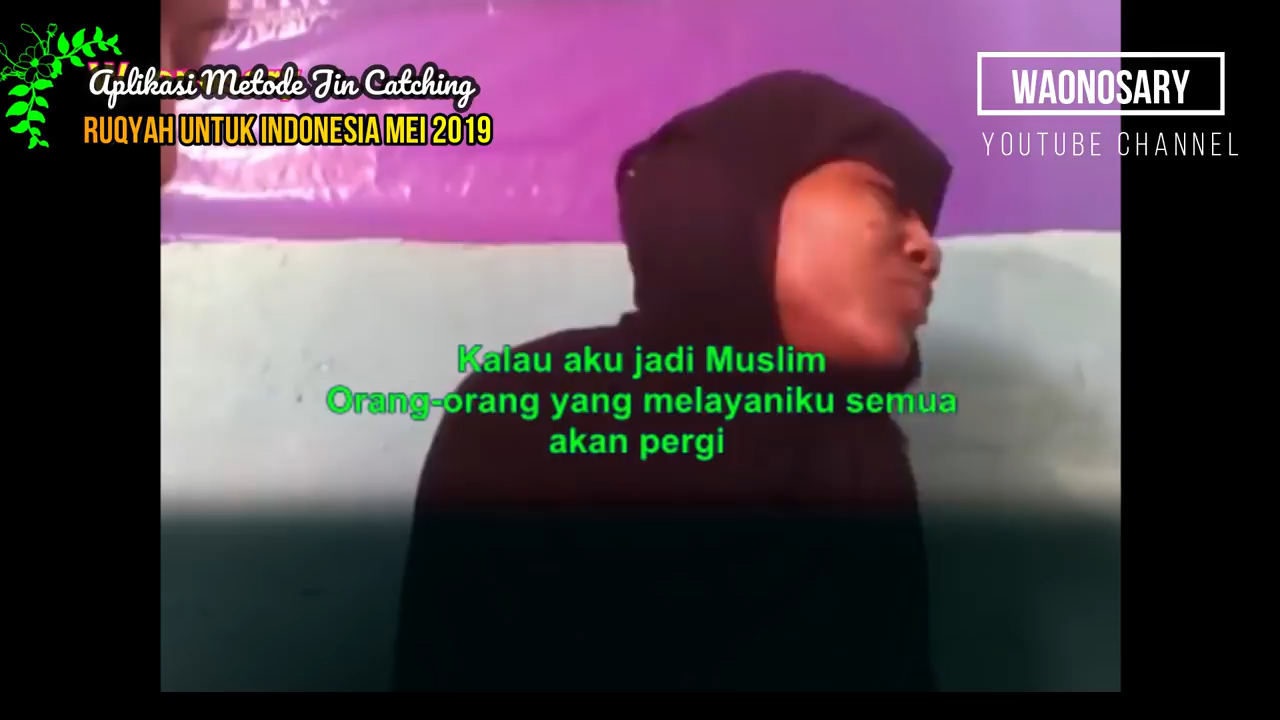 Aplikasi Metode Jin Catching
RUQYAH UNTUK INDONESIA MEI 2019
WAONOSARY
YOUTUBE CHANNEL
Kalau aku jadi Muslim
Orang-orang yang melayaniku semua
akan pergi